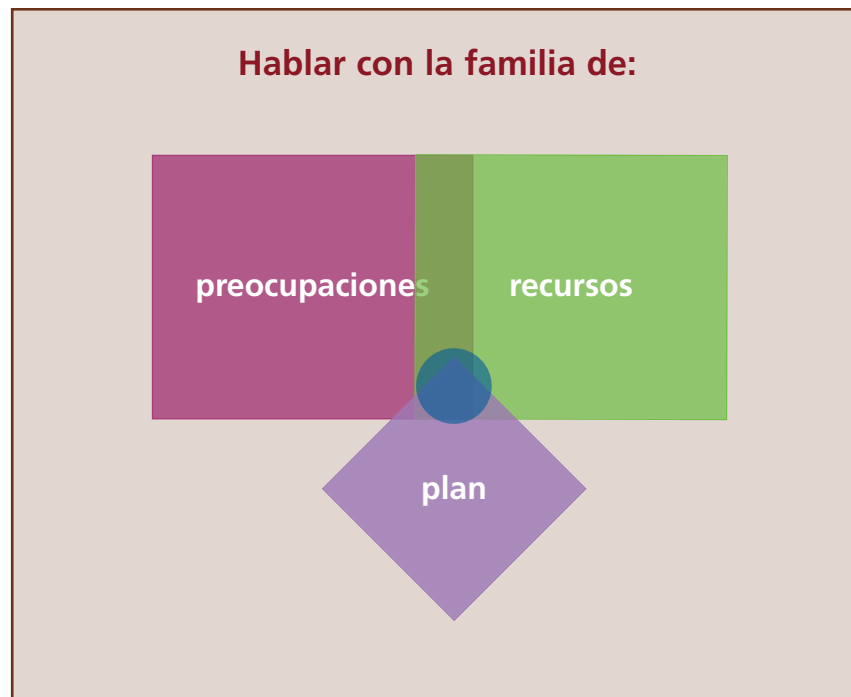 Hablar con la familia de:
preocupaciones
recursos
plan